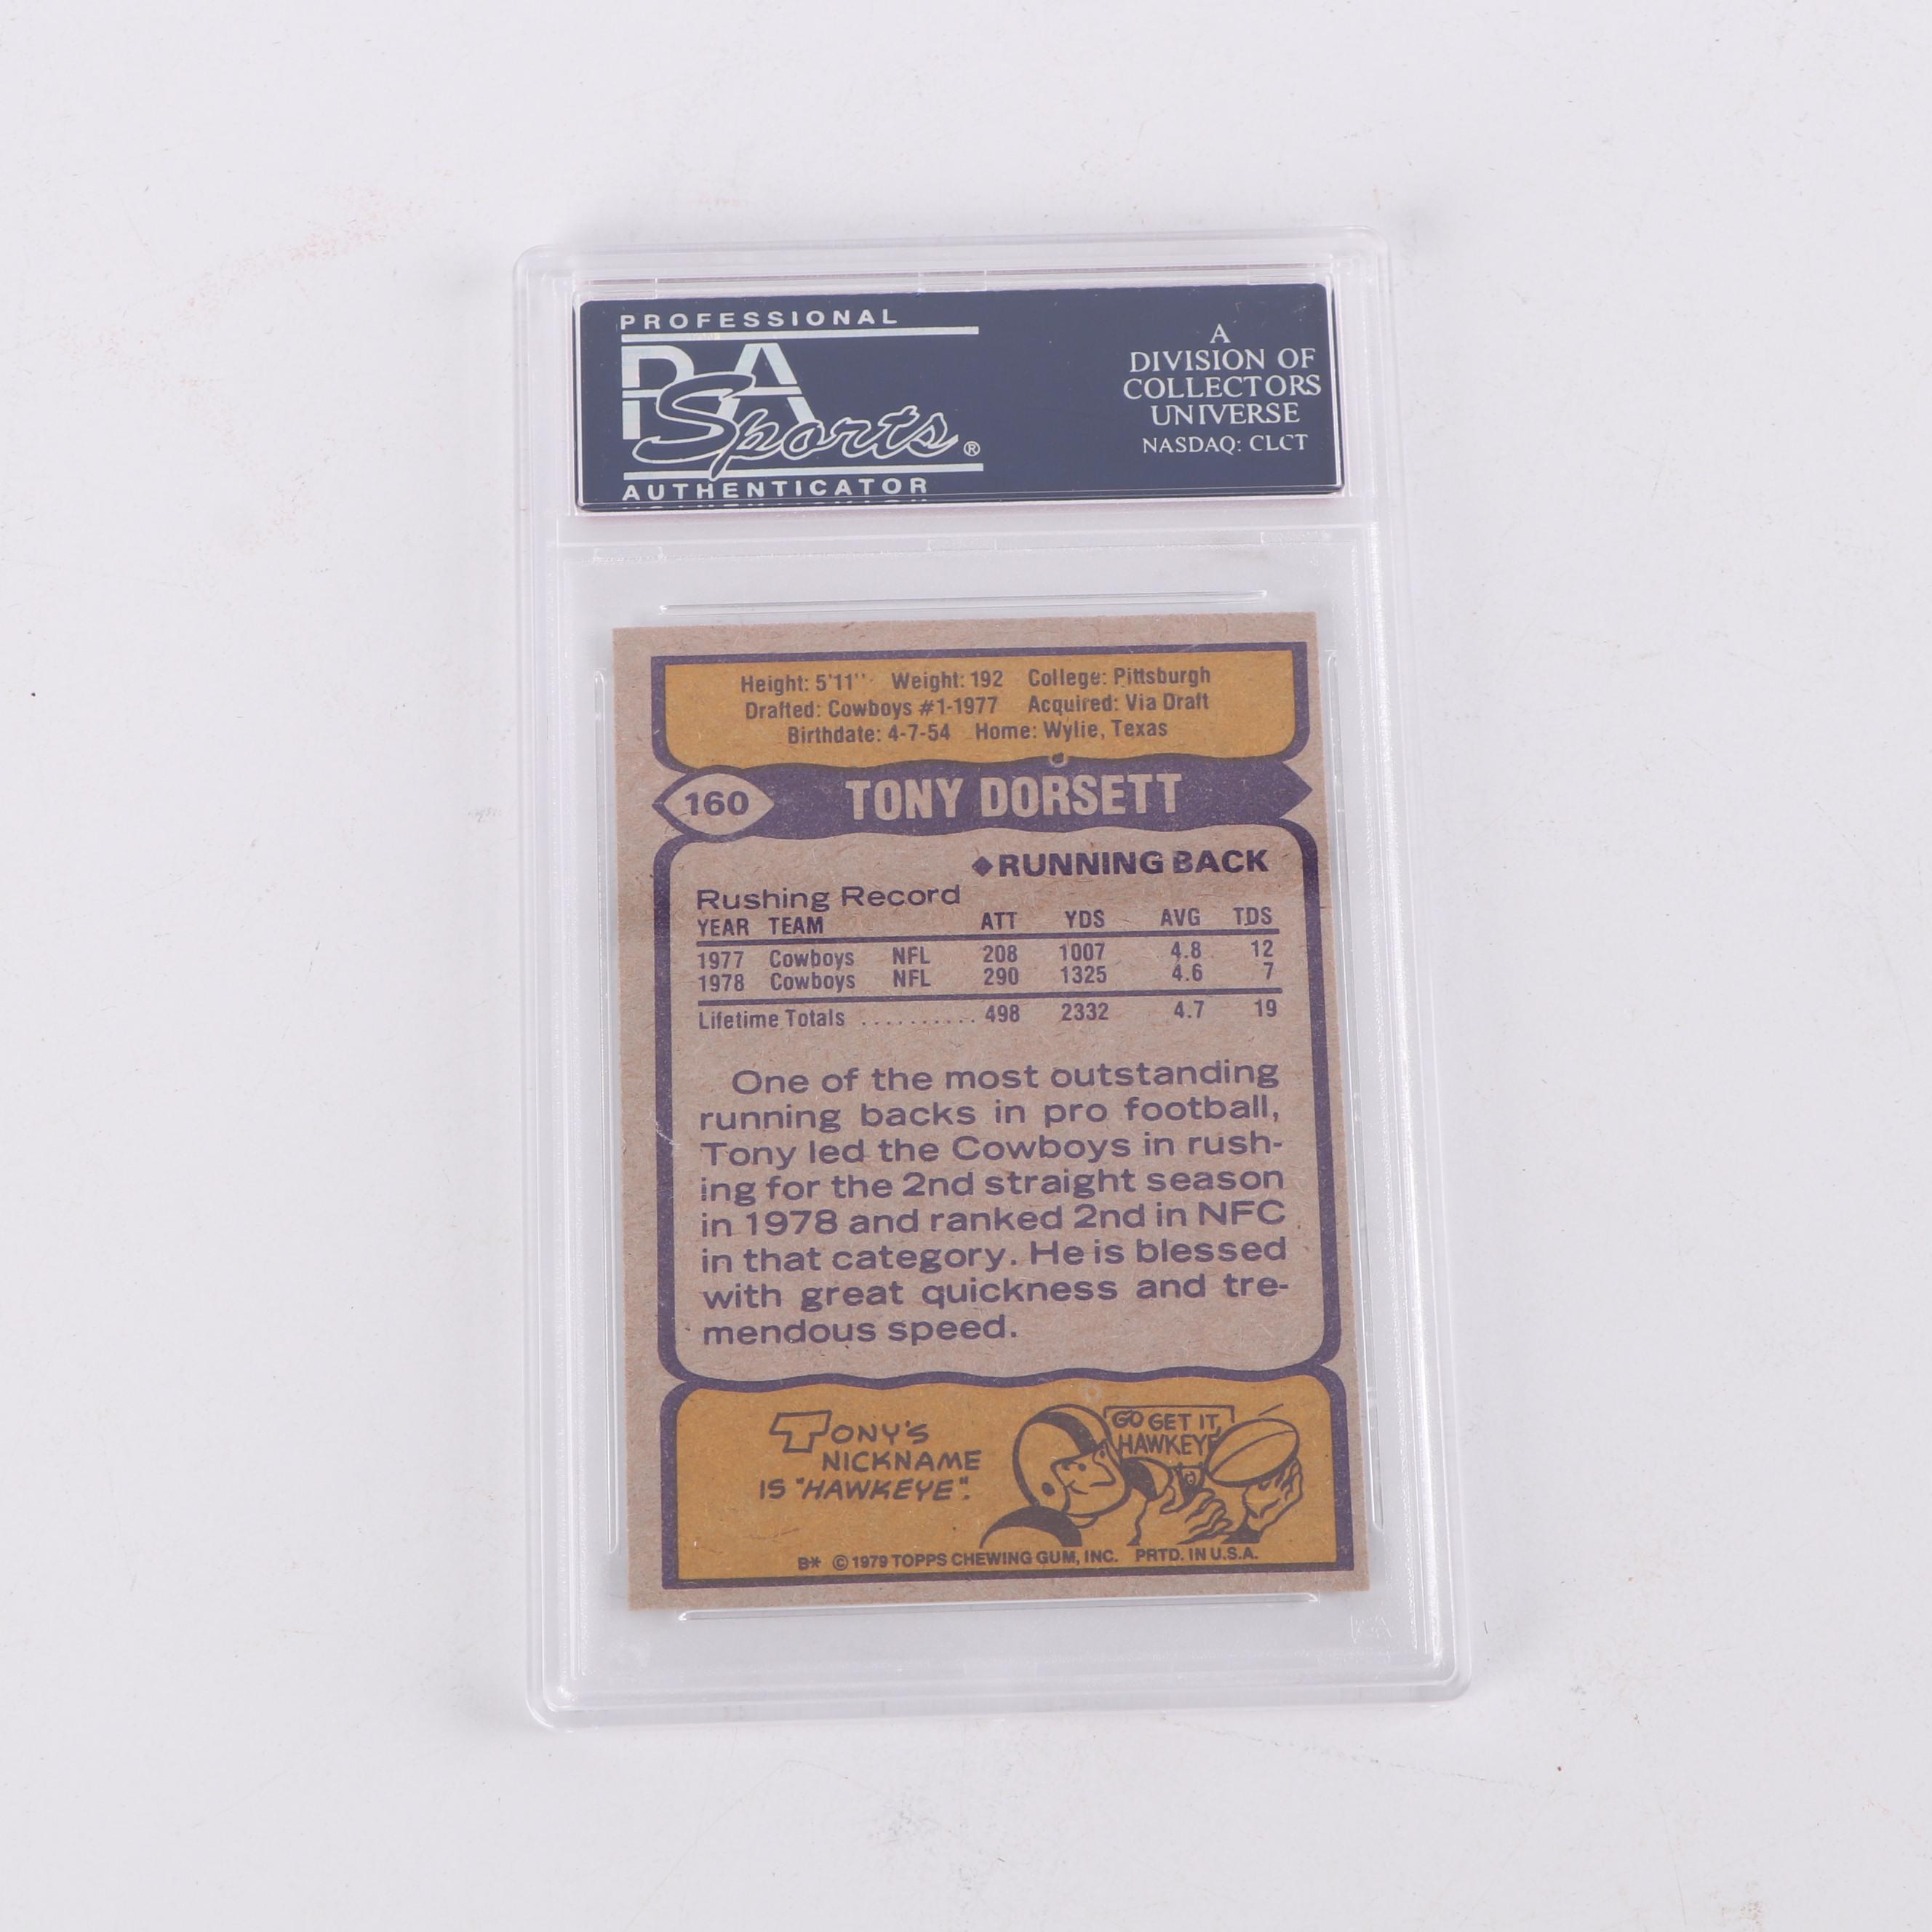 PROFESSIONAL
PSA
Sports®
AUTHENTICATOR
A
DIVISION OF
COLLECTORS
UNIVERSE
NASDAQ: CLCT
Height: 5'11" Weight: 192 College: Pittsburgh
Drafted: Cowboys #1-1977 Acquired: Via Draft
Birthdate: 4-7-54 Home: Wylie, Texas
160 TONY DORSETT
◆RUNNING BACK
Rushing Record
YEAR TEAM ATT YDS AVG TDS
1977 Cowboys NFL 208 1007 4.8 12
1978 Cowboys NFL 290 1325 4.6 7
Lifetime Totals .......... 498 2332 4.7 19
One of the most outstanding
running backs in pro football,
Tony led the Cowboys in rush-
ing for the 2nd straight season
in 1978 and ranked 2nd in NFC
in that category. He is blessed
with great quickness and tre-
mendous speed.
TONY'S
NICKNAME
IS "HAWKEYE".
GO GET IT,
HAWKEYE
B* © 1979 TOPPS CHEWING GUM, INC. PRTD. IN U.S.A.